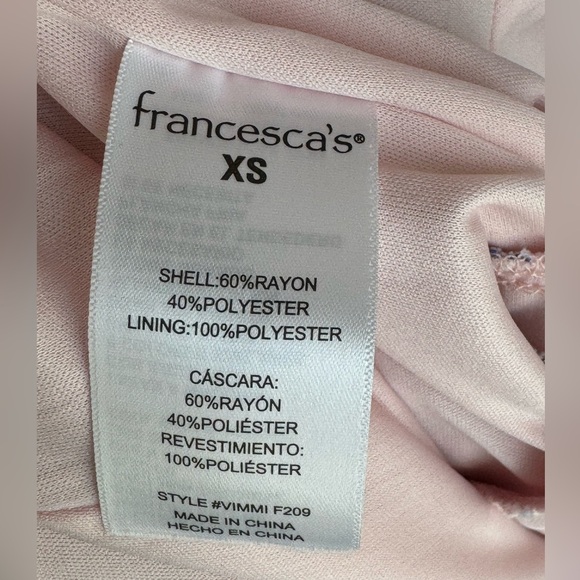 francesca's®
XS
SHELL:60%RAYON
40%POLYESTER
LINING:100%POLYESTER
CÁSCARA:
60%RAYÓN
40%POLIÉSTER
REVESTIMIENTO:
100%POLIÉSTER
STYLE #VIMMI F209
MADE IN CHINA
HECHO EN CHINA